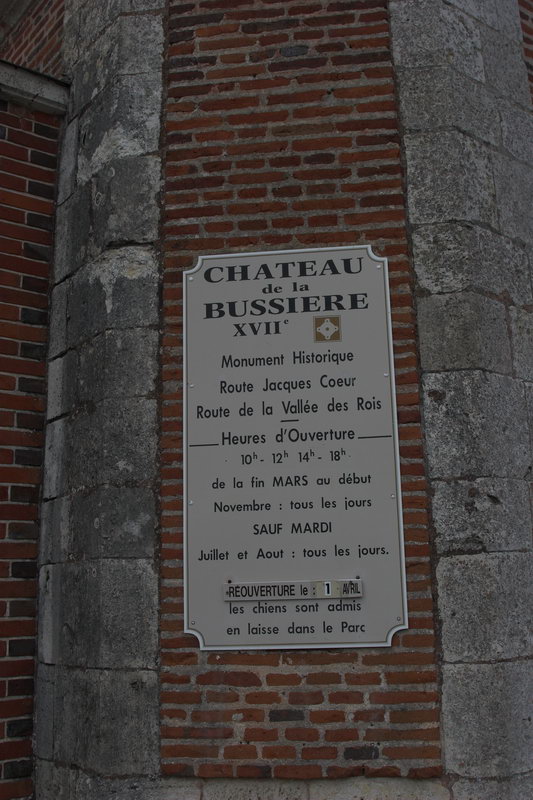 CHATEAU
de la
BUSSIERE
XVIIe
Monument Historique
Route Jacques Coeur
Route de la Vallée des Rois
Heures d'Ouverture
10h - 12h 14h - 18h
de la fin MARS au début
Novembre : tous les jours
SAUF MARDI
Juillet et Aout : tous les jours.
REOUVERTURE le : 1 AVRIL
les chiens sont admis
en laisse dans le Parc